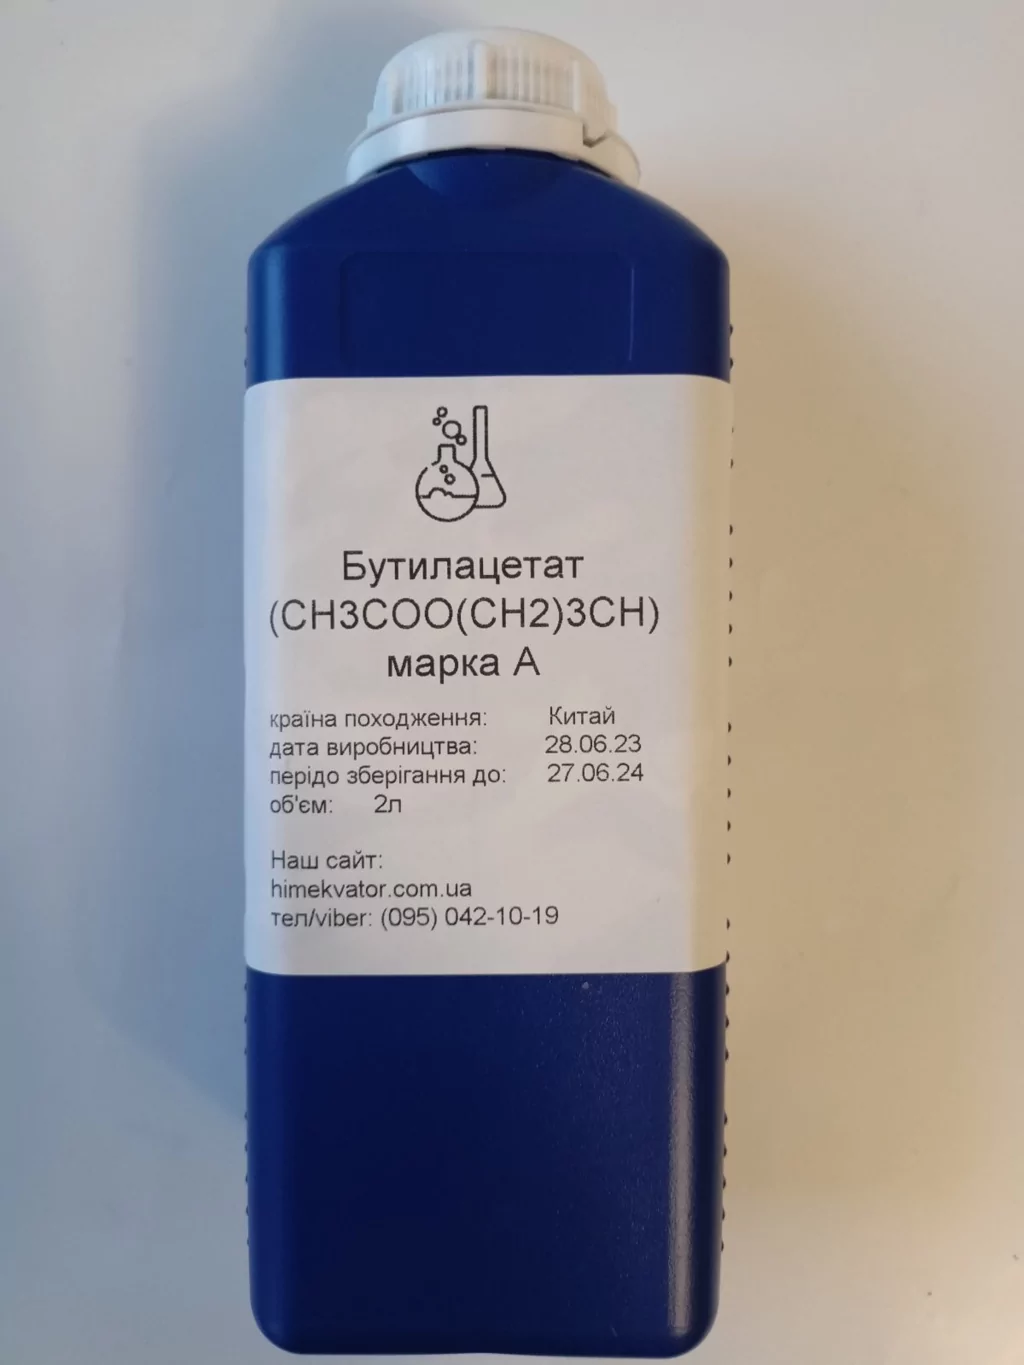 Бутилацетат
(CH3COO(CH2)3CH)
марка А
країна походження: Китай
дата виробництва: 28.06.23
перідо зберігання до: 27.06.24
об'єм: 2л
Наш сайт:
himekvator.com.ua
тел/viber: (095) 042-10-19